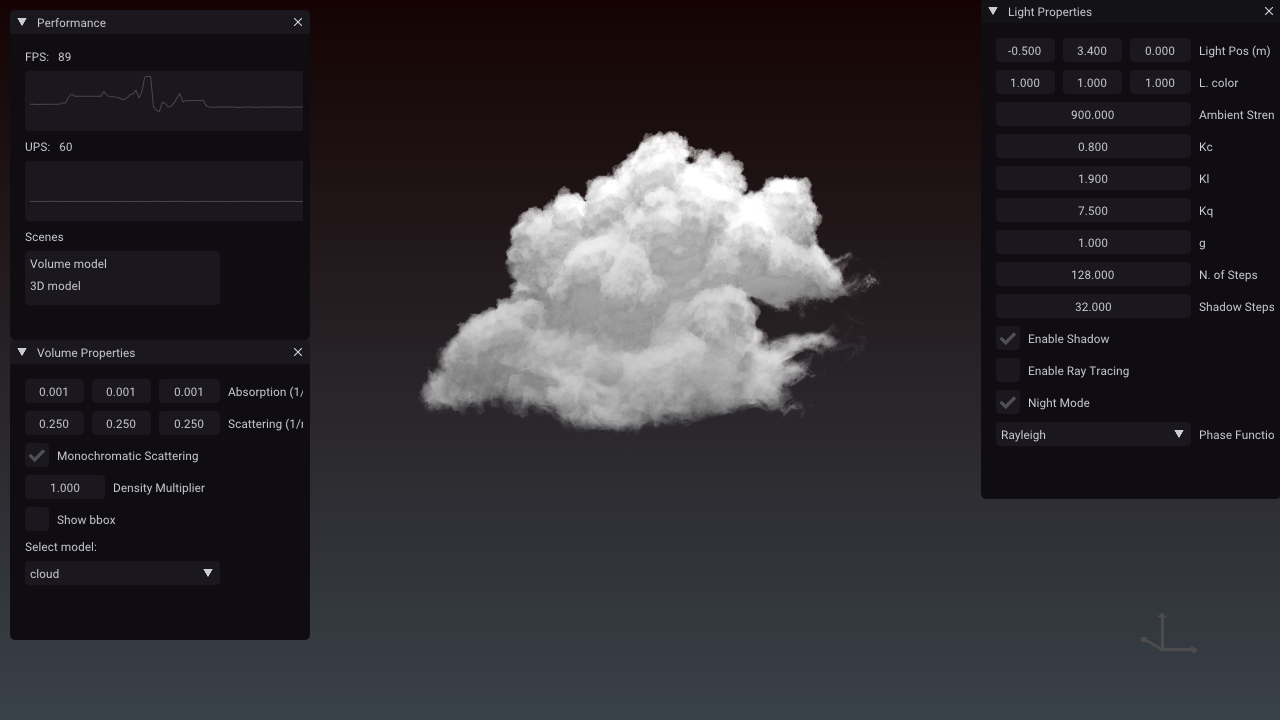 Performance
FPS: 89
UPS: 60
Scenes
Volume model
3D model
Volume Properties
0.001 0.001 0.001 Absorption (1/
0.250 0.250 0.250 Scattering (1/
Monochromatic Scattering
1.000 Density Multiplier
Show bbox
Select model:
cloud
Light Properties
-0.500 3.400 0.000 Light Pos (m)
1.000 1.000 1.000 L. color
900.000 Ambient Stren
0.800 Kc
1.900 Kl
7.500 Kq
1.000 g
128.000 N. of Steps
32.000 Shadow Steps
Enable Shadow
Enable Ray Tracing
Night Mode
Rayleigh Phase Functio